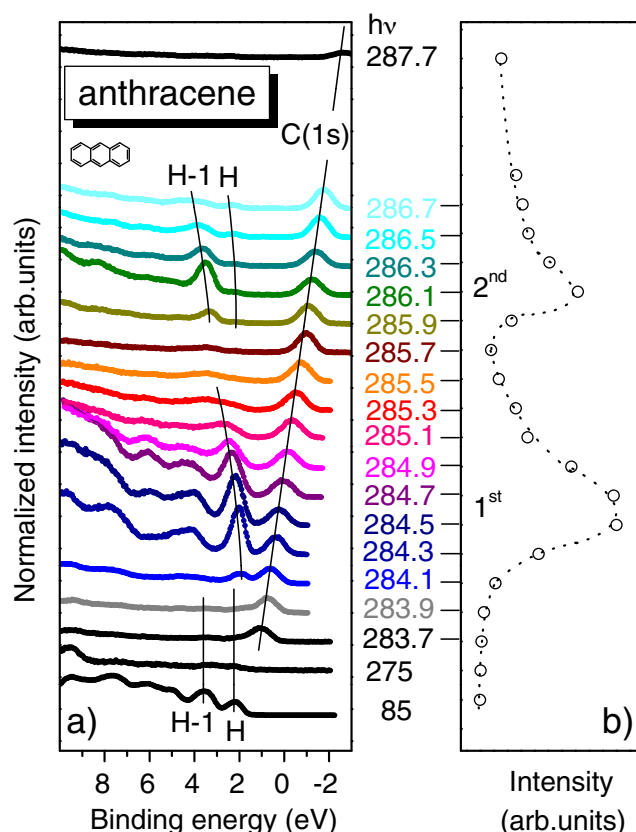 hν
287.7
anthracene
C(1s)
H-1
H
286.7
286.5
286.3
286.1
285.9
285.7
285.5
285.3
285.1
284.9
284.7
284.5
284.3
284.1
283.9
283.7
275
85
2nd
1st
H-1
H
a)
b)
8 6 4 2 0 -2
Binding energy (eV)
Normalized intensity (arb.units)
Intensity
(arb.units)